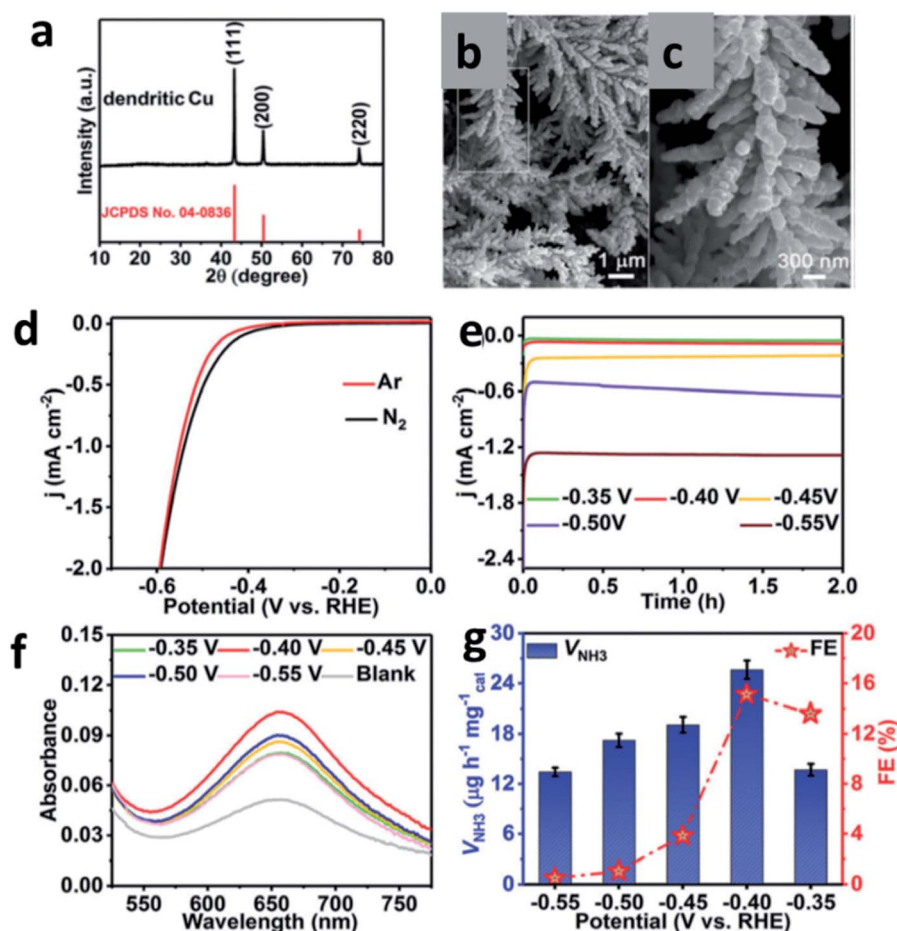 a
Intensity (a.u.)
dendritic Cu
(111)
(200)
(220)
JCPDS No. 04-0836
10 20 30 40 50 60 70 80
2θ (degree)
b
1 μm
c
300 nm
d
j (mA cm-2)
0.0
-0.5
-1.0
-1.5
-2.0
Ar
N2
-0.6 -0.4 -0.2 0.0
Potential (V vs. RHE)
e
j (mA cm-2)
0.0
-0.6
-1.2
-1.8
-2.4
-0.35 V -0.40 V -0.45V
-0.50V -0.55V
0.0 0.5 1.0 1.5 2.0
Time (h)
f
Absorbance
0.15
0.12
0.09
0.06
0.03
0.00
-0.35 V -0.40 V -0.45 V
-0.50 V -0.55 V Blank
550 600 650 700 750
Wavelength (nm)
g
VNH3 (μg h-1 mg-1cat)
30
24
18
12
6
0
VNH3 FE
20
16
12
8
4
0
FE (%)
-0.55 -0.50 -0.45 -0.40 -0.35
Potential (V vs. RHE)